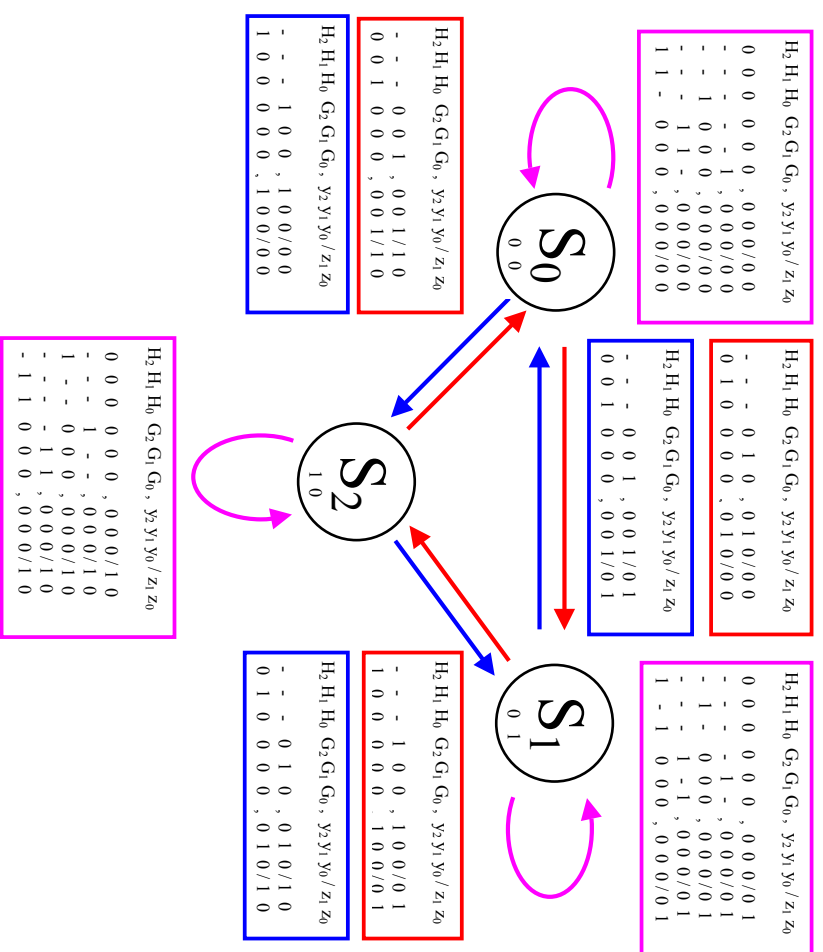 H₂ H₁ H₀ G₂ G₁ G₀ , y₂ y₁ y₀ / z₁ z₀
0 0 0 0 0 0 , 0 0 0 / 0 0
- - - - - 1 , 0 0 0 / 0 0
- - 1 0 0 0 , 0 0 0 / 0 0
- - - 1 1 - , 0 0 0 / 0 0
1 1 - 0 0 0 , 0 0 0 / 0 0
H₂ H₁ H₀ G₂ G₁ G₀ , y₂ y₁ y₀ / z₁ z₀
- - - 0 1 0 , 0 1 0 / 0 0
0 1 0 0 0 0 , 0 1 0 / 0 0
H₂ H₁ H₀ G₂ G₁ G₀ , y₂ y₁ y₀ / z₁ z₀
0 0 0 0 0 0 , 0 0 0 / 0 1
- - - - 1 - , 0 0 0 / 0 1
- 1 - 0 0 0 , 0 0 0 / 0 1
- - - 1 - 1 , 0 0 0 / 0 1
1 - 1 0 0 0 , 0 0 0 / 0 1
H₂ H₁ H₀ G₂ G₁ G₀ , y₂ y₁ y₀ / z₁ z₀
- - - 0 0 1 , 0 0 1 / 0 1
0 0 1 0 0 0 , 0 0 1 / 0 1
S₀
0 0
S₁
0 1
H₂ H₁ H₀ G₂ G₁ G₀ , y₂ y₁ y₀ / z₁ z₀
- - - 0 0 1 , 0 0 1 / 1 0
0 0 1 0 0 0 , 0 0 1 / 1 0
H₂ H₁ H₀ G₂ G₁ G₀ , y₂ y₁ y₀ / z₁ z₀
- - - 1 0 0 , 1 0 0 / 0 0
1 0 0 0 0 0 , 1 0 0 / 0 0
S₂
1 0
H₂ H₁ H₀ G₂ G₁ G₀ , y₂ y₁ y₀ / z₁ z₀
- - - 1 0 0 , 1 0 0 / 0 1
1 0 0 0 0 0 1 0 0 / 0 1
H₂ H₁ H₀ G₂ G₁ G₀ , y₂ y₁ y₀ / z₁ z₀
- - - 0 1 0 , 0 1 0 / 1 0
0 1 0 0 0 0 , 0 1 0 / 1 0
H₂ H₁ H₀ G₂ G₁ G₀ , y₂ y₁ y₀ / z₁ z₀
0 0 0 0 0 0 , 0 0 0 / 1 0
- - - 1 - - , 0 0 0 / 1 0
1 - - 0 0 0 , 0 0 0 / 1 0
- - - - 1 1 , 0 0 0 / 1 0
- 1 1 0 0 0 , 0 0 0 / 1 0